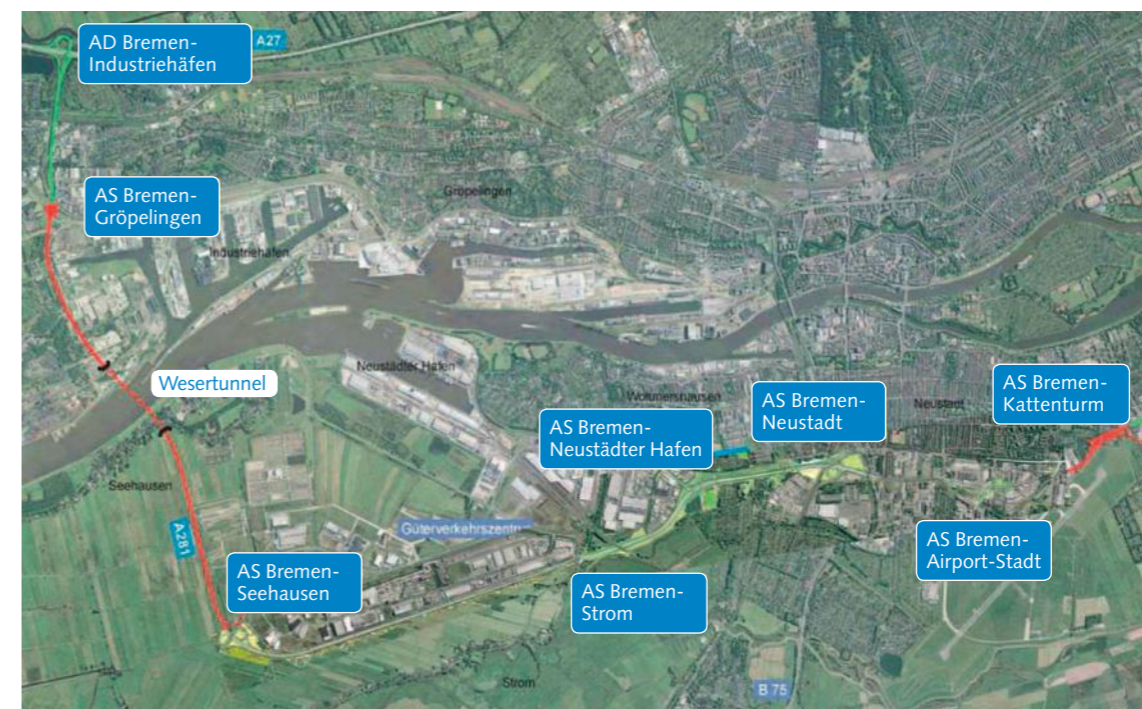 AD Bremen-
Industriehäfen
A27
AS Bremen-
Gröpelingen
Gröpelingen
Industriehäfen
Wesertunnel
Neustädter Hafen
AS Bremen-
Kattenturm
AS Bremen-
Neustadt
Neustadt
Woltmershausen
AS Bremen-
Neustädter Hafen
Seehausen
A281
Güterverkehrszentru
AS Bremen-
Airport-Stadt
AS Bremen-
Seehausen
AS Bremen-
Strom
Strom
B 75